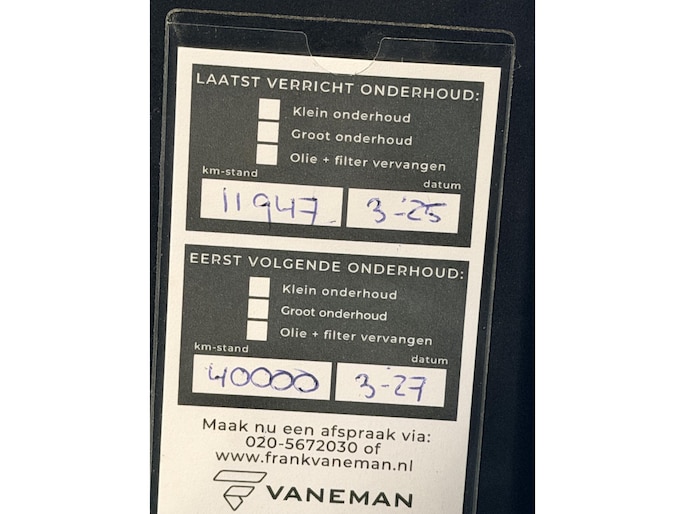 LAATST VERRICHT ONDERHOUD:
Klein onderhoud
Groot onderhoud
Olie + filter vervangen
km-stand datum
11947 3-25
EERST VOLGENDE ONDERHOUD:
Klein onderhoud
Groot onderhoud
Olie + filter vervangen
km-stand datum
40000 3-27
Maak nu een afspraak via:
020-5672030 of
www.frankvaneman.nl
VANEMAN